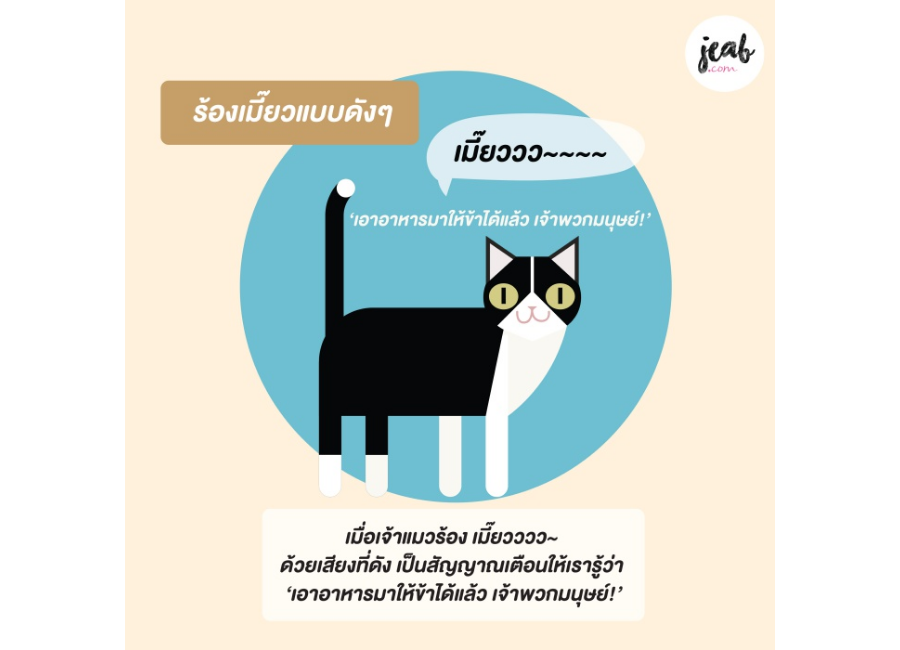 jeab
.com
ร้องเมี๊ยวแบบดังๆ
เมี๊ยววว~~~~
‘เอาอาหารมาให้ข้าได้แล้ว เจ้าพวกมนุษย์!’
เมื่อเจ้าแมวร้อง เมี๊ยวววว~
ด้วยเสียงที่ดัง เป็นสัญญาณเตือนให้เรารู้ว่า
‘เอาอาหารมาให้ข้าได้แล้ว เจ้าพวกมนุษย์!’